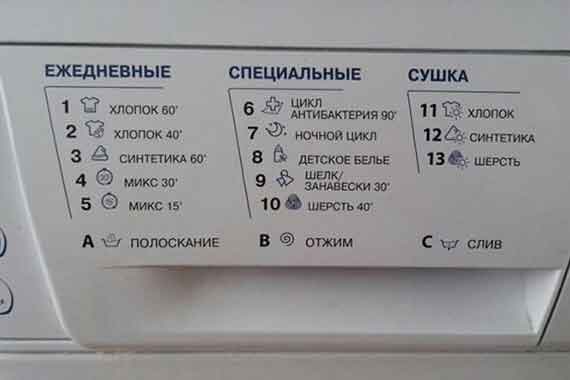 ЕЖЕДНЕВНЫЕ
1 ХЛОПОК 60'
2 ХЛОПОК 40'
3 СИНТЕТИКА 60'
4 МИКС 30'
5 МИКС 15'
СПЕЦИАЛЬНЫЕ
6 ЦИКЛ
АНТИБАКТЕРИЯ 90'
7 НОЧНОЙ ЦИКЛ
8 ДЕТСКОЕ БЕЛЬЕ
9 ШЕЛК/
ЗАНАВЕСКИ 30'
10 ШЕРСТЬ 40'
СУШКА
11 ХЛОПОК
12 СИНТЕТИКА
13 ШЕРСТЬ
A ПОЛОСКАНИЕ
B ОТЖИМ
C СЛИВ